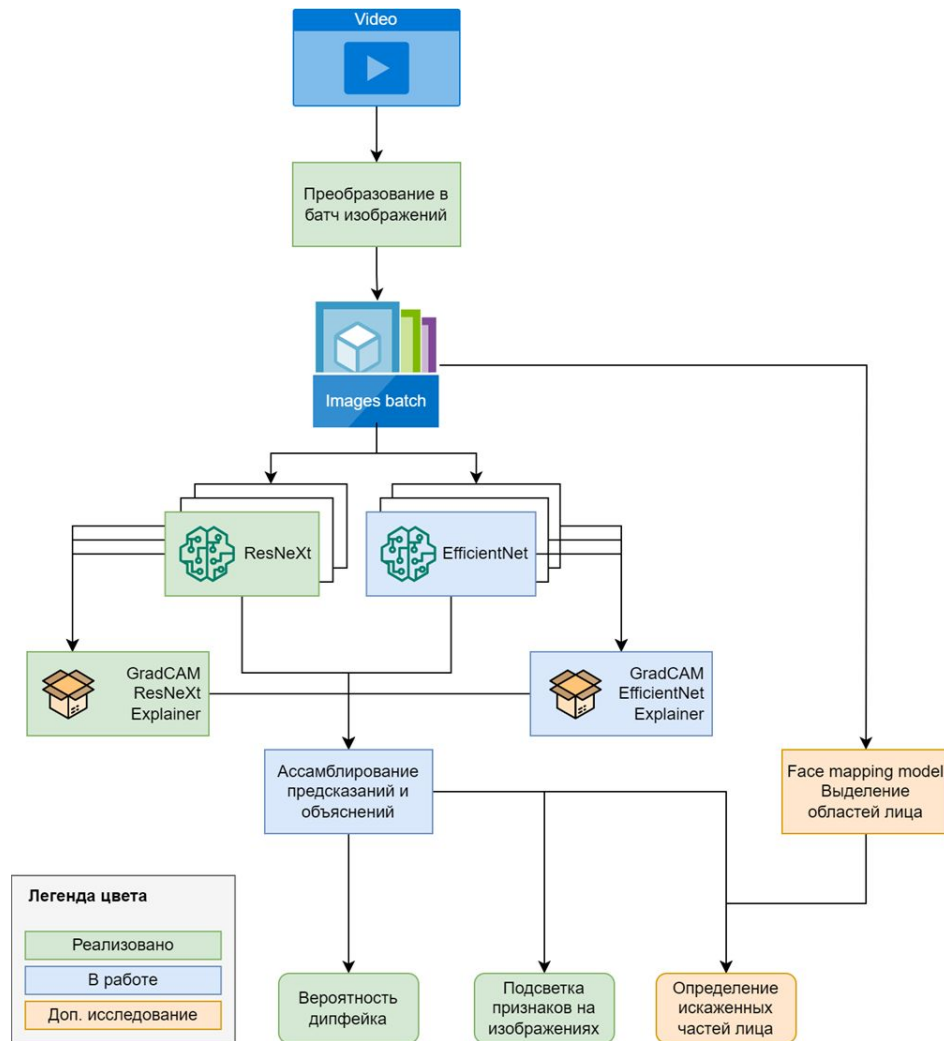 Video
Преобразование в
батч изображений
Images batch
ResNeXt
EfficientNet
GradCAM
ResNeXt
Explainer
GradCAM
EfficientNet
Explainer
Ассамблирование
предсказаний и
объяснений
Face mapping model
Выделение
областей лица
Легенда цвета
Реализовано
В работе
Доп. исследование
Вероятность
дипфейка
Подсветка
признаков на
изображениях
Определение
искаженных
частей лица